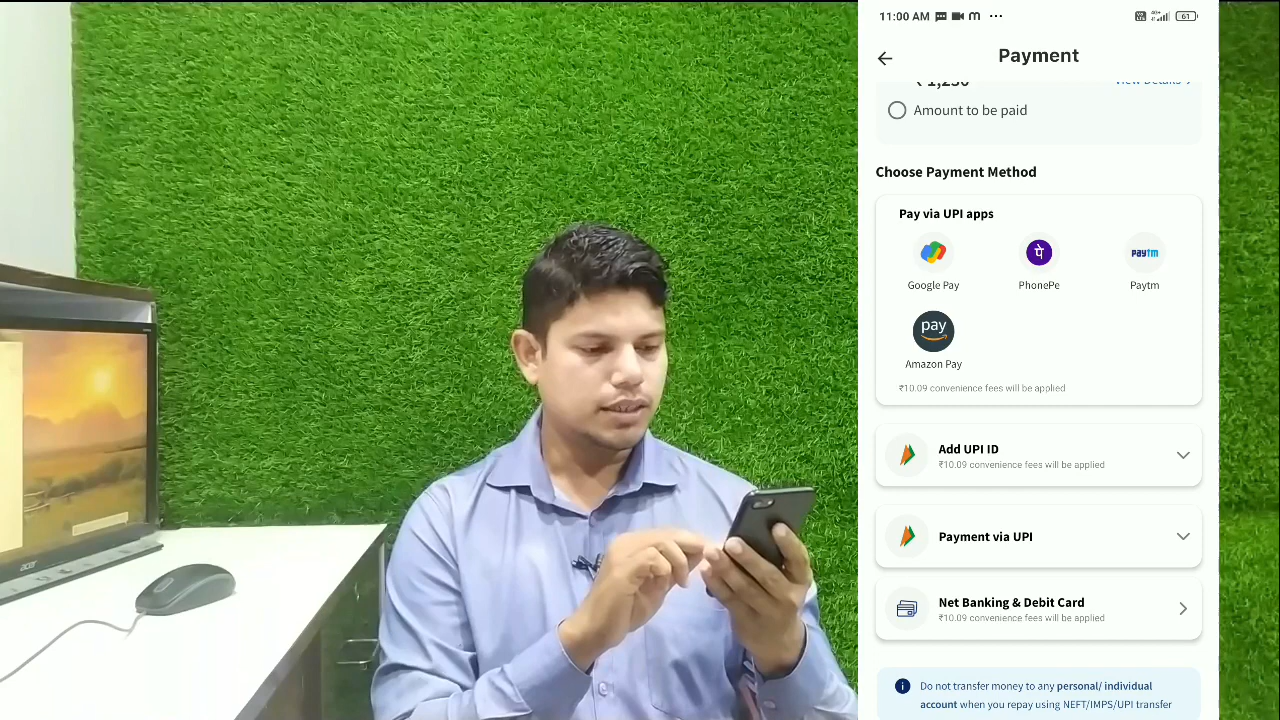 11:00 AM
61
Payment
Amount to be paid
Choose Payment Method
Pay via UPI apps
पे
paytm
Google Pay
PhonePe
Paytm
pay
Amazon Pay
₹10.09 convenience fees will be applied
Add UPI ID
₹10.09 convenience fees will be applied
Payment via UPI
Net Banking & Debit Card
₹10.09 convenience fees will be applied
Do not transfer money to any personal/ individual
account when you repay using NEFT/IMPS/UPI transfer
acer